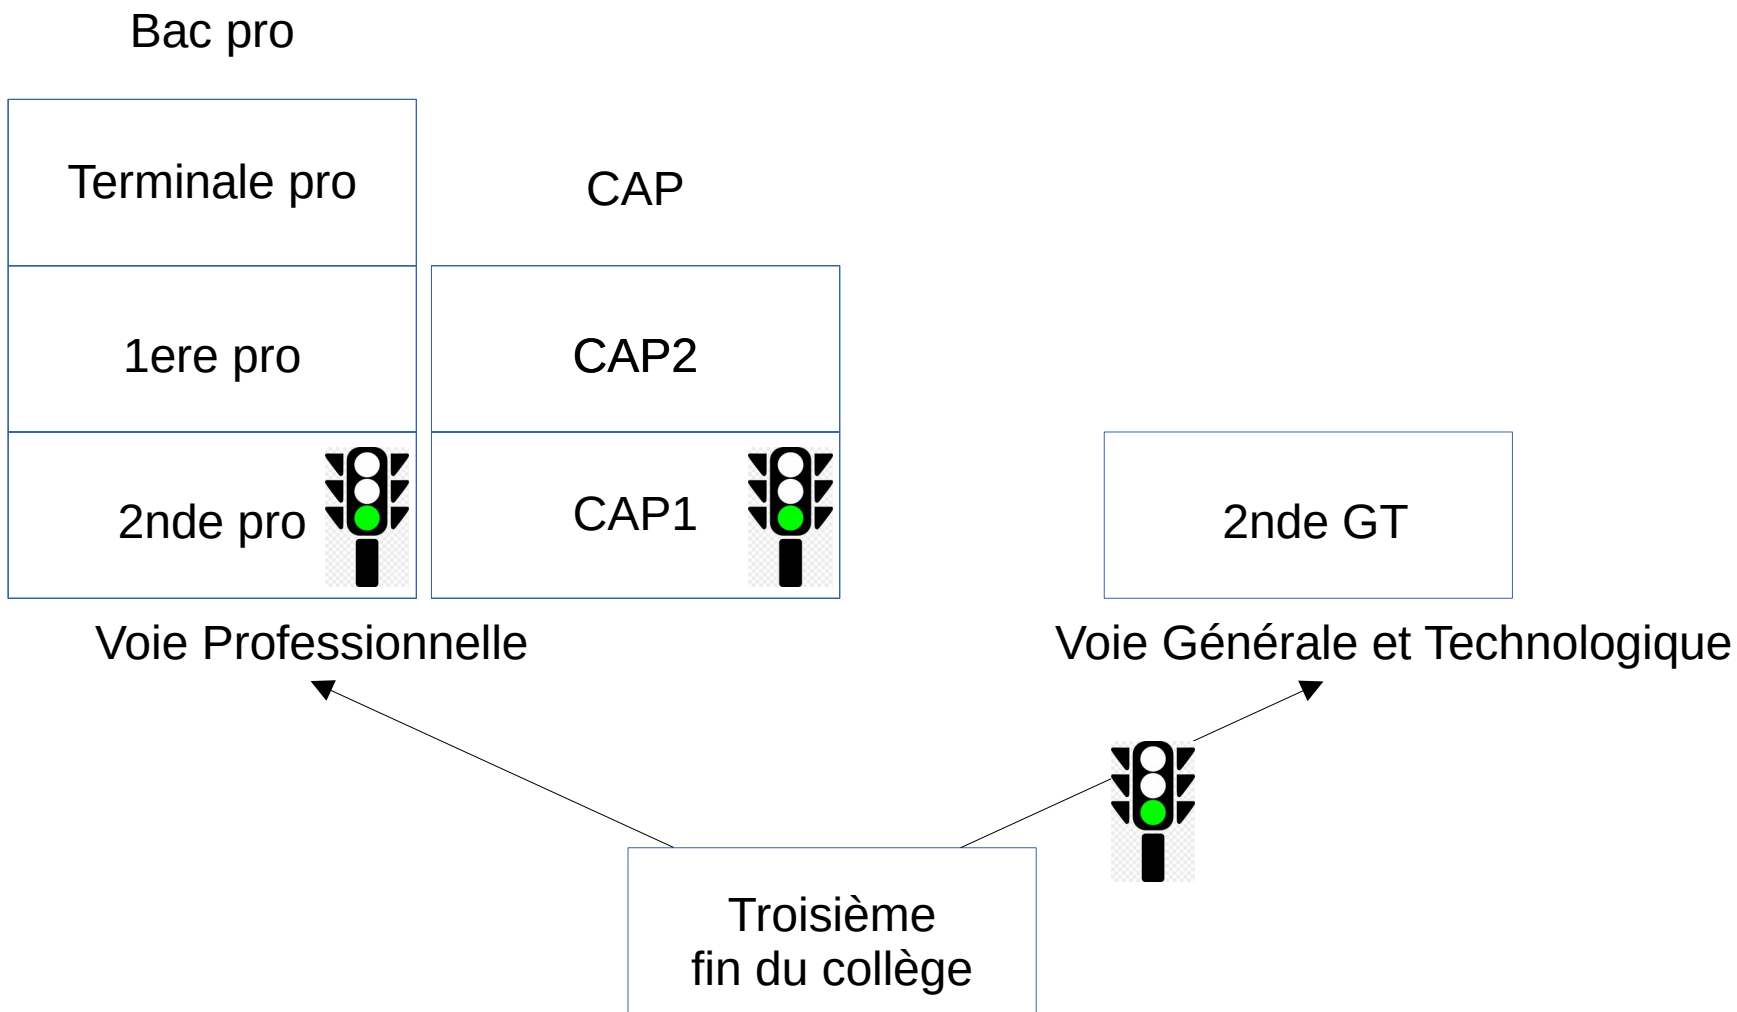 Bac pro
Terminale pro
CAP
1ere pro
CAP2
2nde pro
CAP1
2nde GT
Voie Professionnelle
Voie Générale et Technologique
Troisième
fin du collège